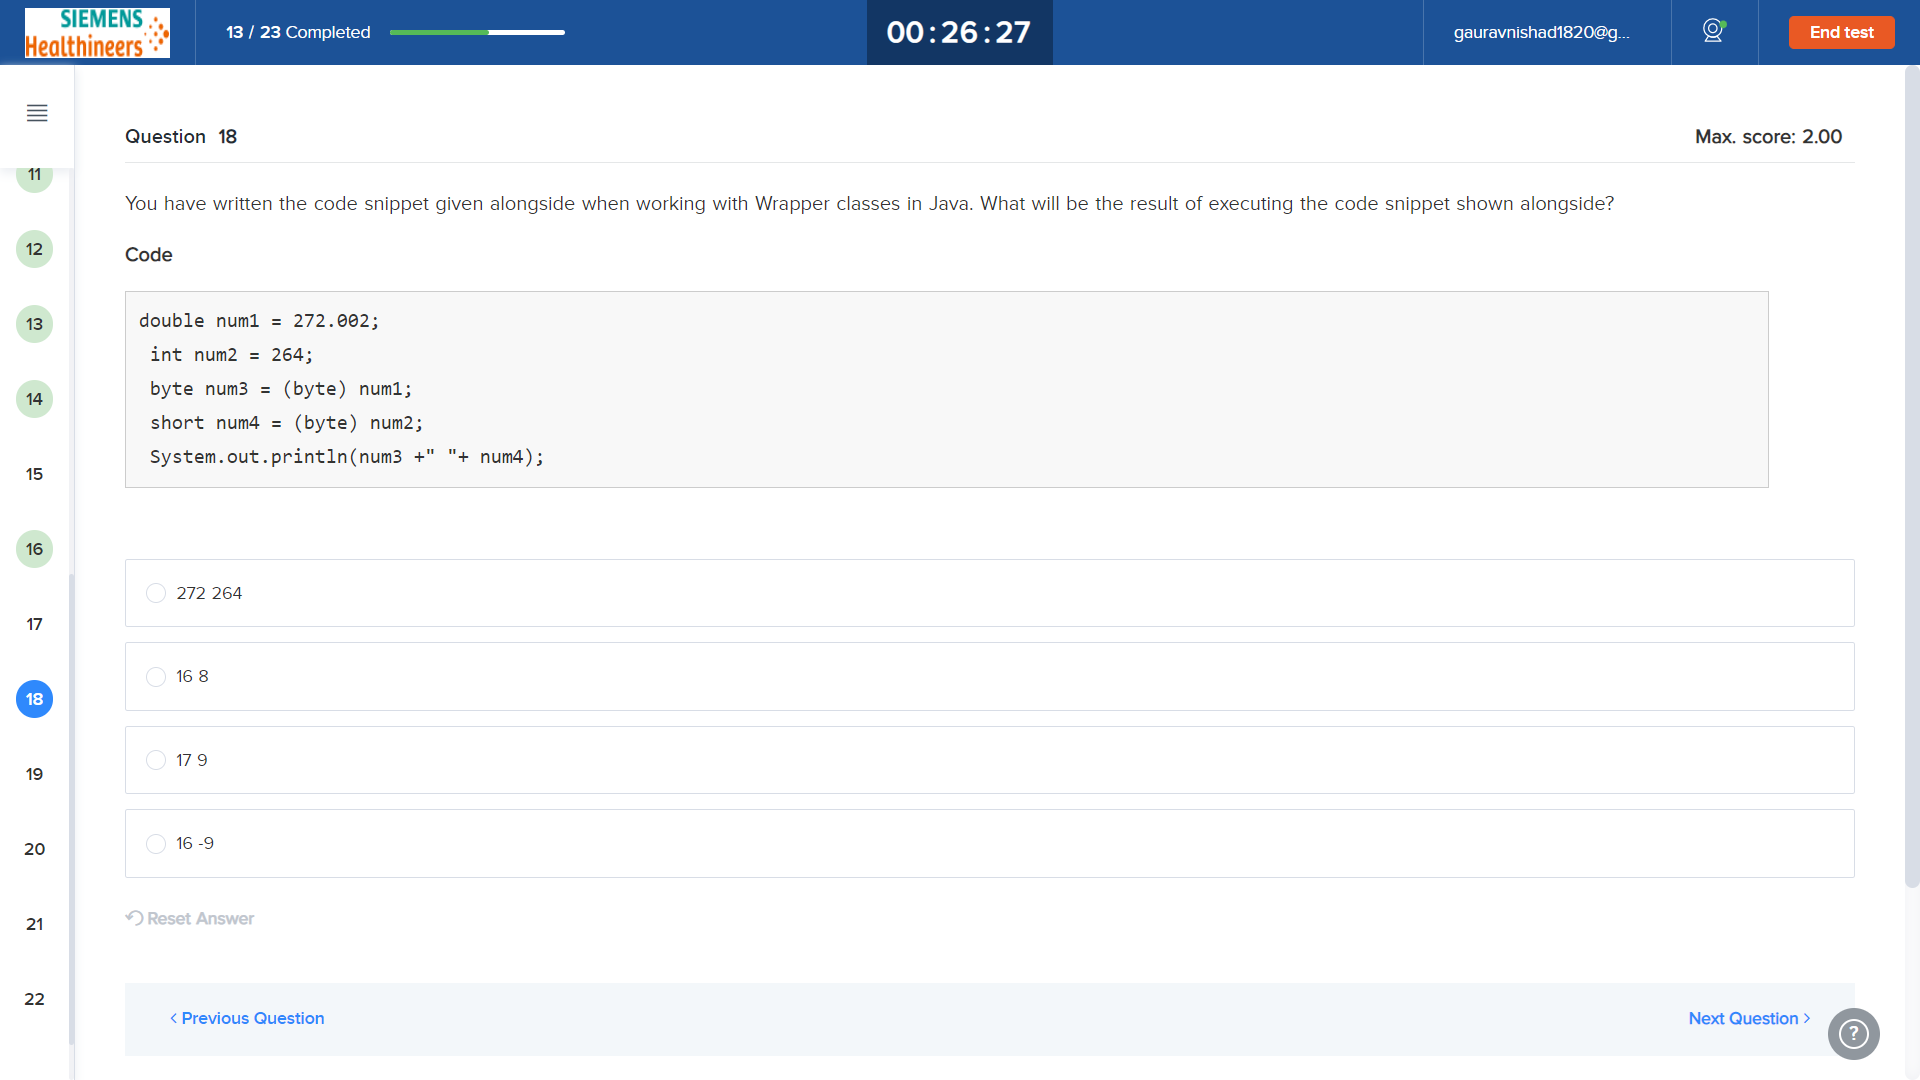 SIEMENS
Healthineers
13 / 23 Completed
00:26:27
gauravnishad1820@g...
End test
11
12
13
14
15
16
17
18
19
20
21
22
Question 18
Max. score: 2.00
You have written the code snippet given alongside when working with Wrapper classes in Java. What will be the result of executing the code snippet shown alongside?
Code
double num1 = 272.002;
int num2 = 264;
byte num3 = (byte) num1;
short num4 = (byte) num2;
System.out.println(num3 +" "+ num4);
272 264
16 8
17 9
16 -9
Reset Answer
< Previous Question
Next Question >
?